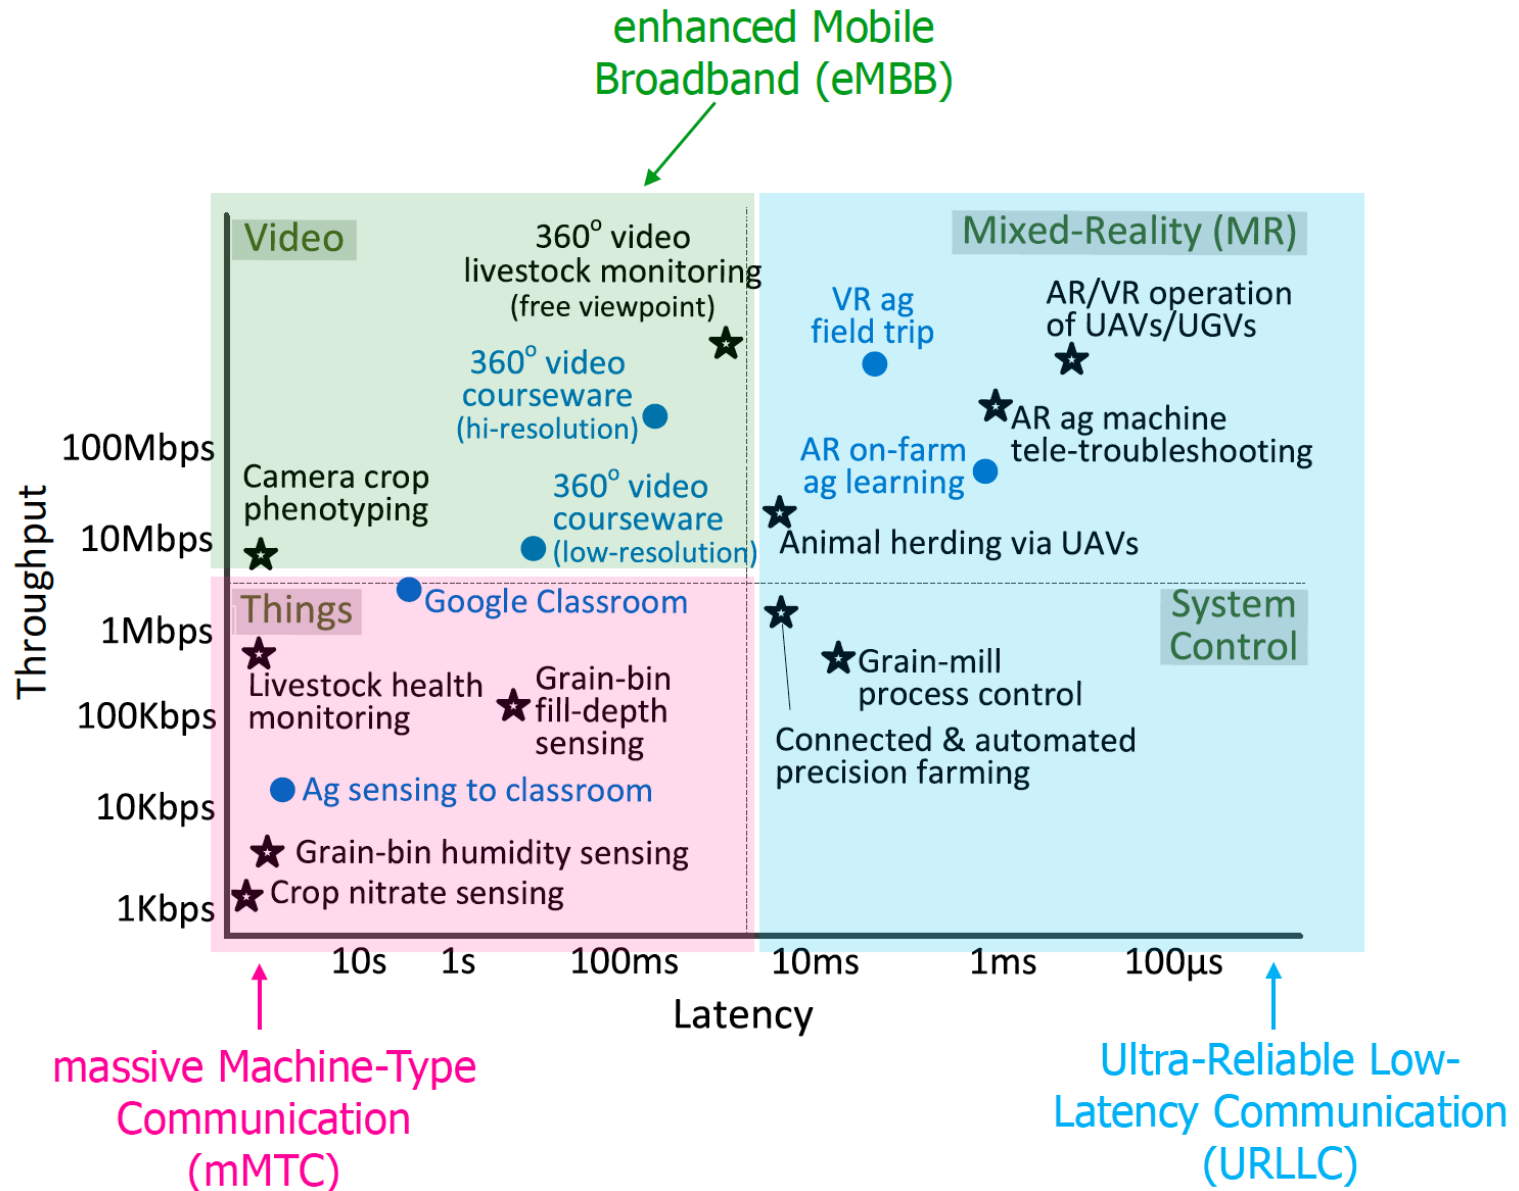 enhanced Mobile
Broadband (eMBB)
Video
360° video
livestock monitoring
(free viewpoint)
360° video
courseware
(hi-resolution)
Camera crop
phenotyping
360° video
courseware
(low-resolution)
Mixed-Reality (MR)
VR ag
field trip
AR/VR operation
of UAVs/UGVs
AR ag machine
tele-troubleshooting
AR on-farm
ag learning
Animal herding via UAVs
Things
Google Classroom
Livestock health
monitoring
Grain-bin
fill-depth
sensing
Ag sensing to classroom
Grain-bin humidity sensing
Crop nitrate sensing
System
Control
Grain-mill
process control
Connected & automated
precision farming
Throughput
100Mbps
10Mbps
1Mbps
100Kbps
10Kbps
1Kbps
10s
1s
100ms
10ms
1ms
100µs
Latency
massive Machine-Type
Communication
(mMTC)
Ultra-Reliable Low-
Latency Communication
(URLLC)